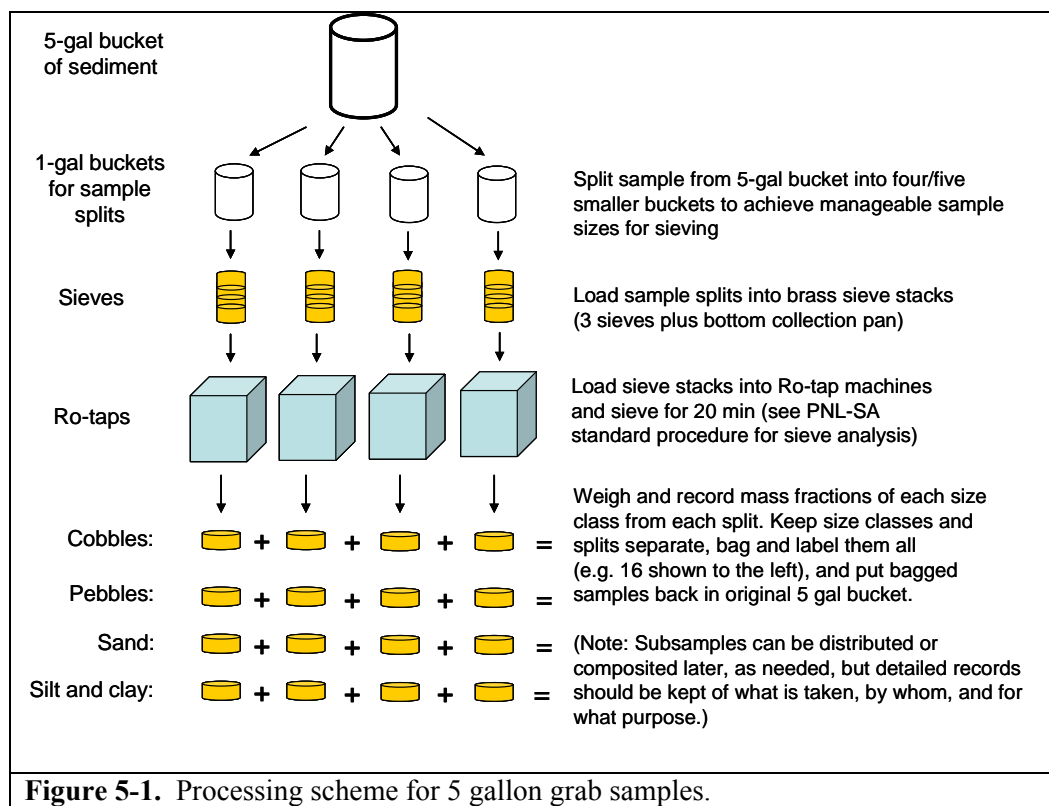 5-gal bucket
of sediment
1-gal buckets
for sample
splits
Split sample from 5-gal bucket into four/five
smaller buckets to achieve manageable sample
sizes for sieving
Sieves
Load sample splits into brass sieve stacks
(3 sieves plus bottom collection pan)
Ro-taps
Load sieve stacks into Ro-tap machines
and sieve for 20 min (see PNL-SA
standard procedure for sieve analysis)
Weigh and record mass fractions of each size
class from each split. Keep size classes and
splits separate, bag and label them all
(e.g. 16 shown to the left), and put bagged
samples back in original 5 gal bucket.
Cobbles: + + + =
Pebbles: + + + =
Sand: + + + =
Silt and clay: + + + =
(Note: Subsamples can be distributed or
composited later, as needed, but detailed records
should be kept of what is taken, by whom, and for
what purpose.)
Figure 5-1. Processing scheme for 5 gallon grab samples.